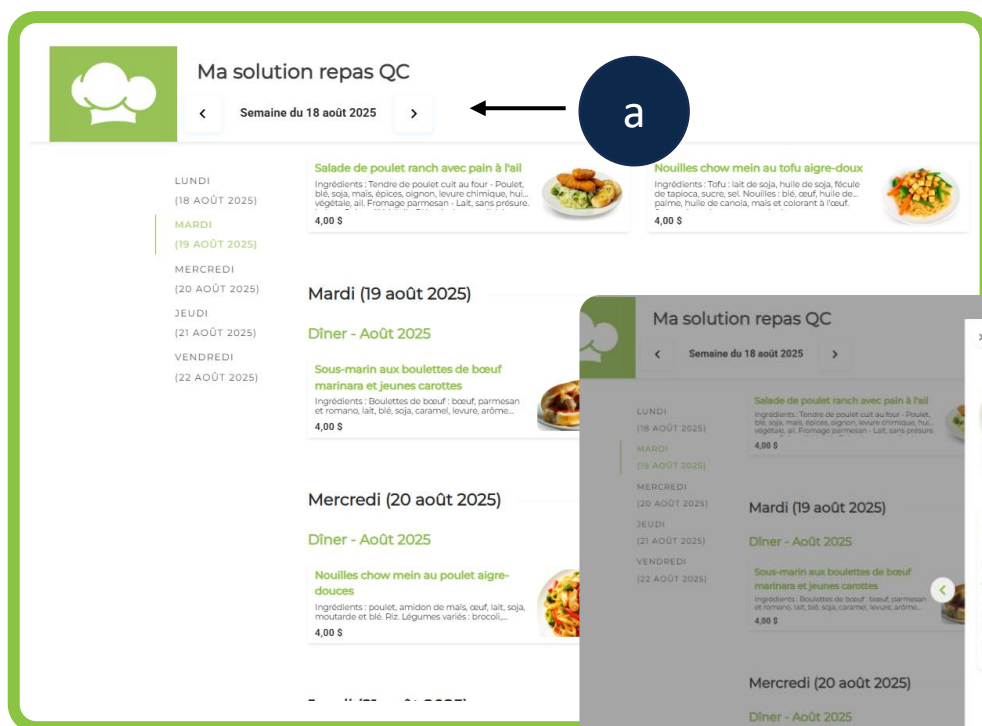 Ma solution repas QC
Semaine du 18 août 2025
a
LUNDI
(18 AOÛT 2025)
MARDI
(19 AOÛT 2025)
MERCREDI
(20 AOÛT 2025)
JEUDI
(21 AOÛT 2025)
VENDREDI
(22 AOÛT 2025)
Salade de poulet ranch avec pain à l'ail
Ingrédients : Tendre de poulet cuit au four - Poulet,
blé, soja, maïs, épices, oignon, levure chimique, hui...
végétale, ail. Fromage parmesan - Lait, sans présure.
4,00 $
Nouilles chow mein au tofu aigre-doux
Ingrédients : Tofu : lait de soja, huile de soja, fécule
de tapioca, sucre, sel. Nouilles : blé, œuf, huile de...
palme, huile de canola, maïs et colorant à l'œuf.
4,00 $
Mardi (19 août 2025)
Dîner - Août 2025
Sous-marin aux boulettes de bœuf
marinara et jeunes carottes
Ingrédients : Boulettes de bœuf : bœuf, parmesan
et romano, lait, blé, soja, caramel, levure, arôme...
4,00 $
Mercredi (20 août 2025)
Dîner - Août 2025
Nouilles chow mein au poulet aigre-
douces
Ingrédients : poulet, amidon de maïs, œuf, lait, soja,
moutarde et blé. Riz. Légumes variés : brocoli,...
4,00 $
Ma solution repas QC
Semaine du 18 août 2025
LUNDI
(18 AOÛT 2025)
MARDI
(19 AOÛT 2025)
MERCREDI
(20 AOÛT 2025)
JEUDI
(21 AOÛT 2025)
VENDREDI
(22 AOÛT 2025)
Salade de poulet ranch avec pain à l'ail
Ingrédients : Tendre de poulet cuit au four - Poulet,
blé, soja, maïs, épices, oignon, levure chimique, hui...
végétale, ail. Fromage parmesan - Lait, sans présure.
4,00 $
Mardi (19 août 2025)
Dîner - Août 2025
Sous-marin aux boulettes de bœuf
marinara et jeunes carottes
Ingrédients : Boulettes de bœuf : bœuf, parmesan
et romano, lait, blé, soja, caramel, levure, arôme...
4,00 $
Mercredi (20 août 2025)
Dîner - Août 2025